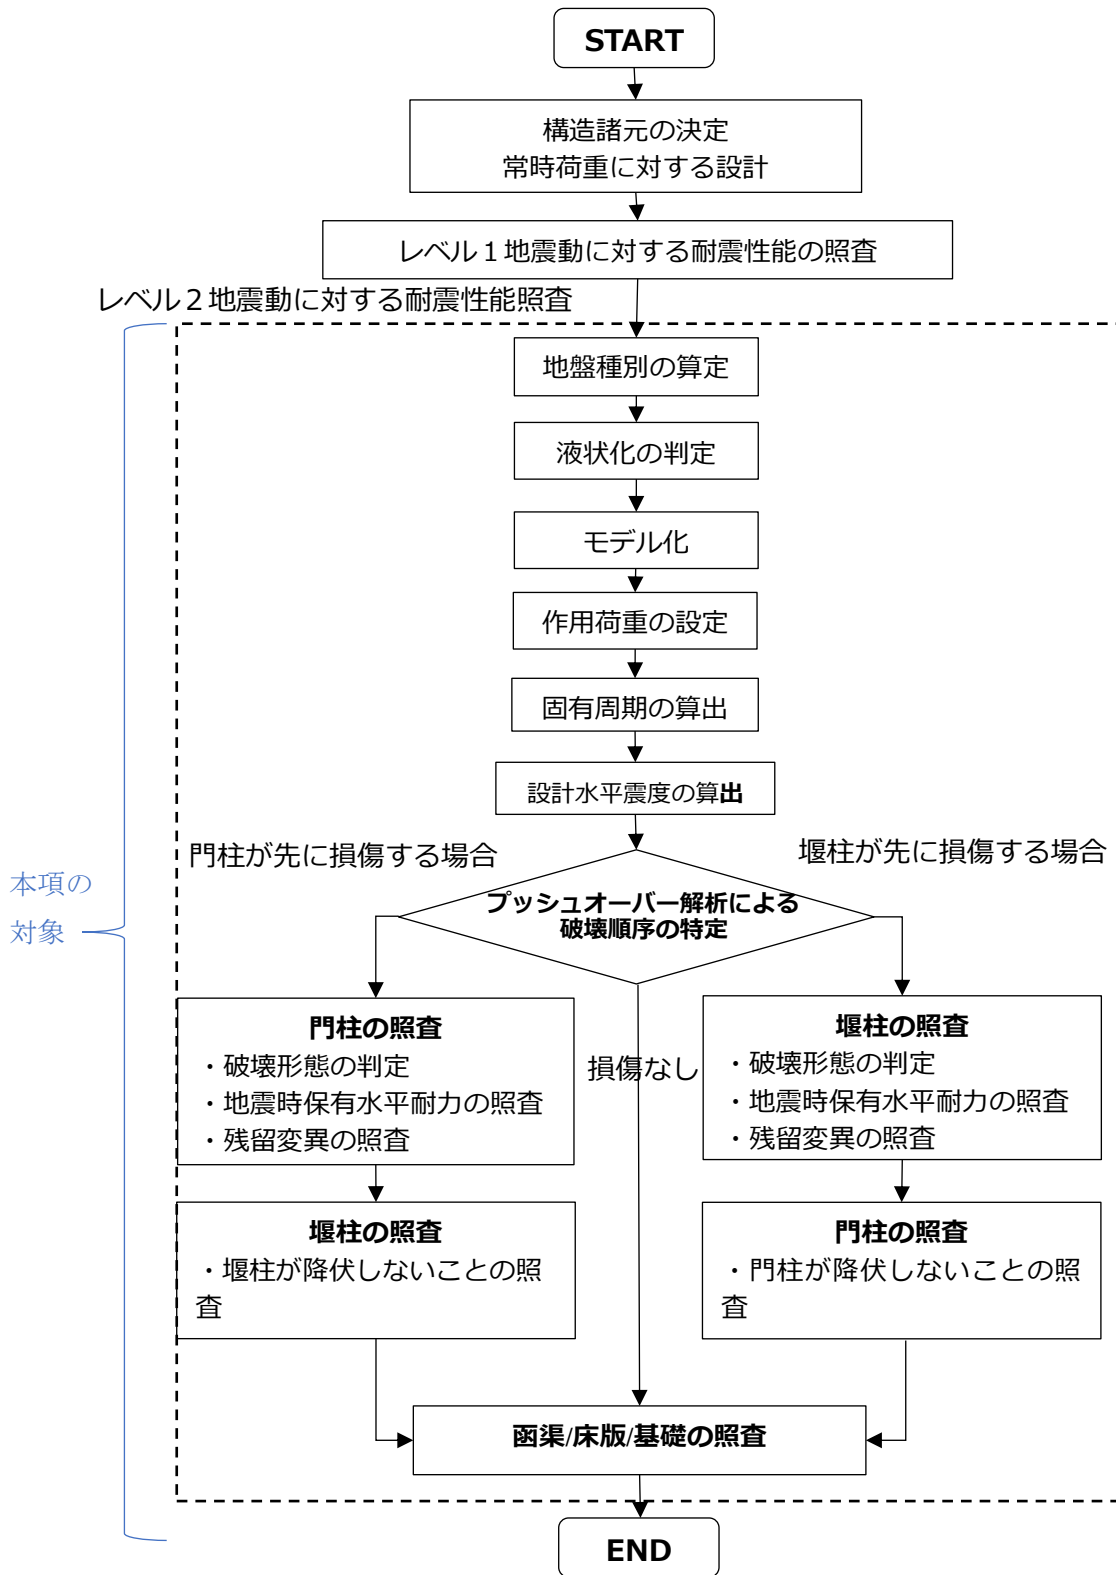 START
構造諸元の決定
常時荷重に対する設計
レベル１地震動に対する耐震性能の照査
レベル２地震動に対する耐震性能照査
地盤種別の算定
液状化の判定
モデル化
作用荷重の設定
固有周期の算出
設計水平震度の算出
門柱が先に損傷する場合
堰柱が先に損傷する場合
本項の
対象
プッシュオーバー解析による
破壊順序の特定
門柱の照査
・破壊形態の判定
・地震時保有水平耐力の照査
・残留変異の照査
損傷なし
堰柱の照査
・破壊形態の判定
・地震時保有水平耐力の照査
・残留変異の照査
堰柱の照査
・堰柱が降伏しないことの照
査
門柱の照査
・門柱が降伏しないことの照
査
函渠/床版/基礎の照査
END